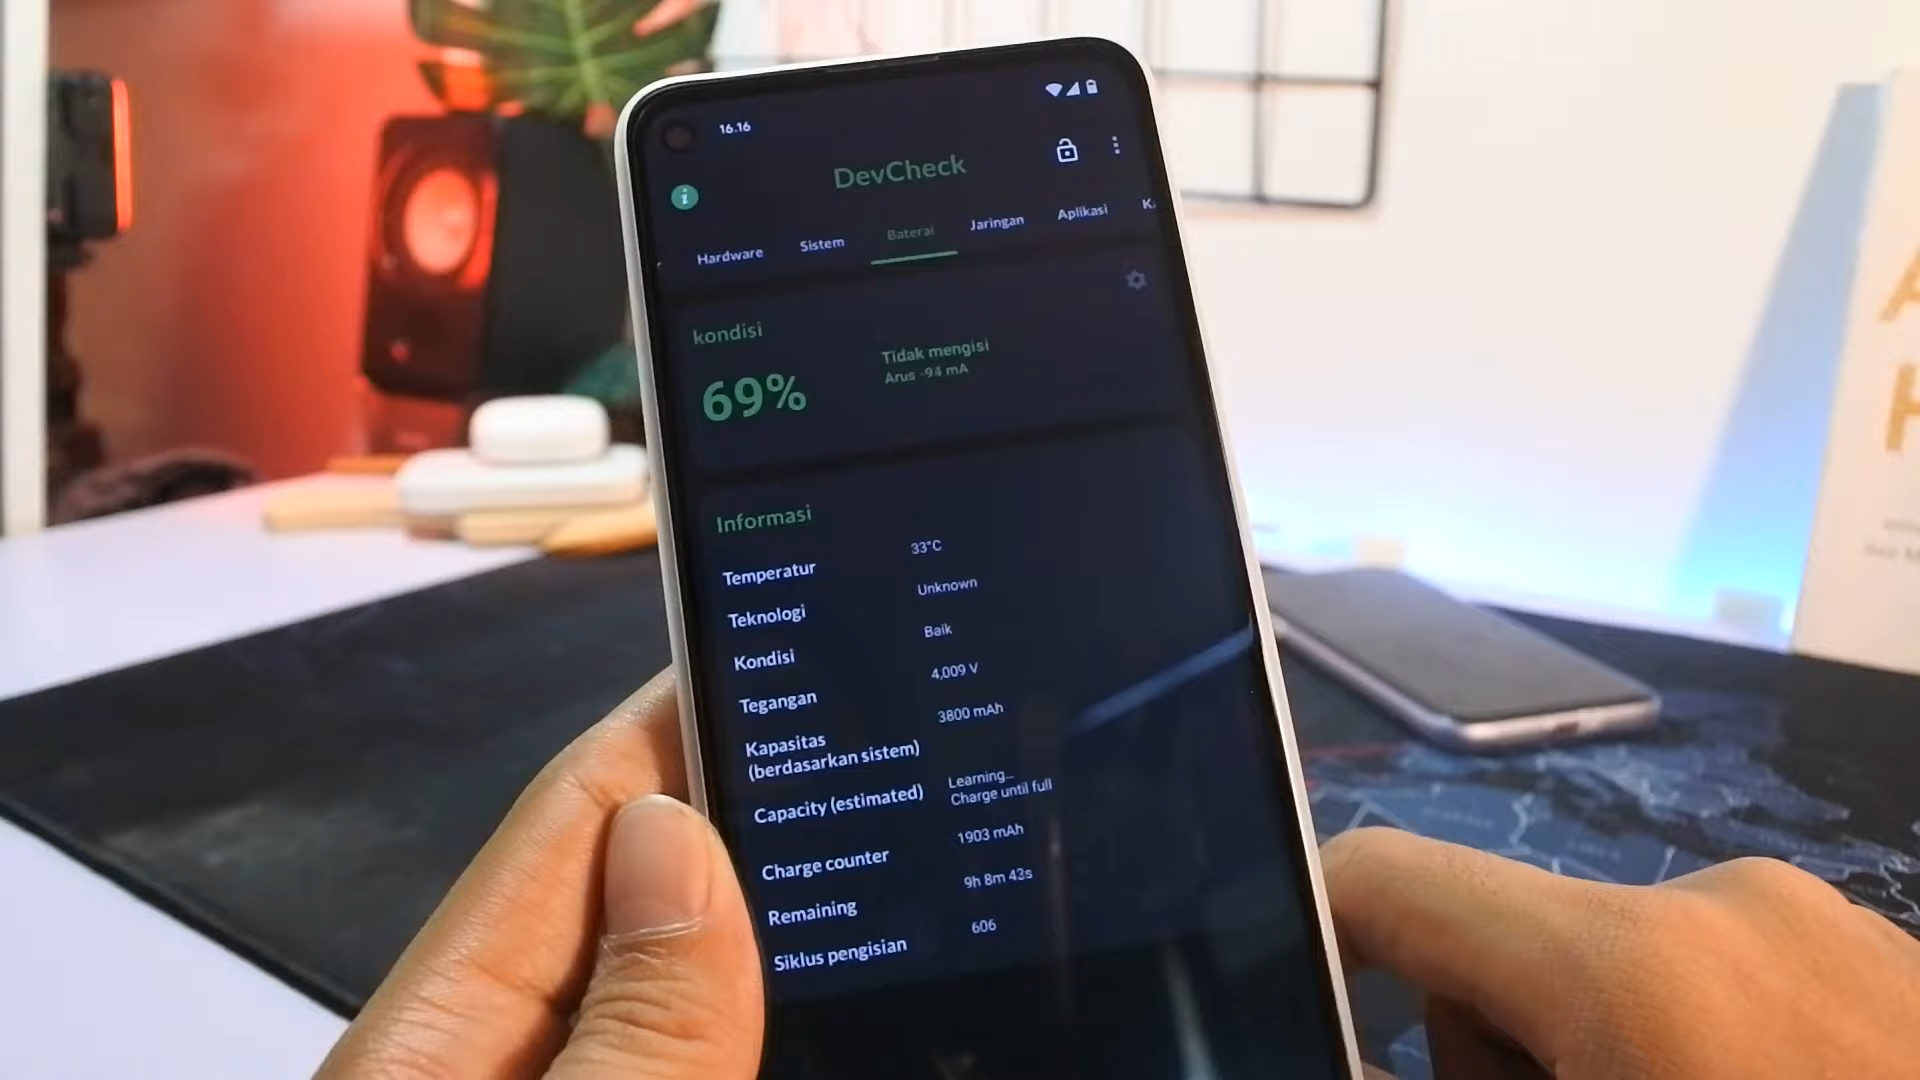 16.16
DevCheck
Hardware Sistem Baterai Jaringan Aplikasi
kondisi
69%
Tidak mengisi
Arus -94 mA
Informasi
Temperatur 33°C
Teknologi Unknown
Kondisi Baik
Tegangan 4,009 V
Kapasitas
(berdasarkan sistem) 3800 mAh
Capacity (estimated) Learning...
Charge until full
Charge counter 1903 mAh
Remaining 9h 8m 43s
Siklus pengisian 606
A
H